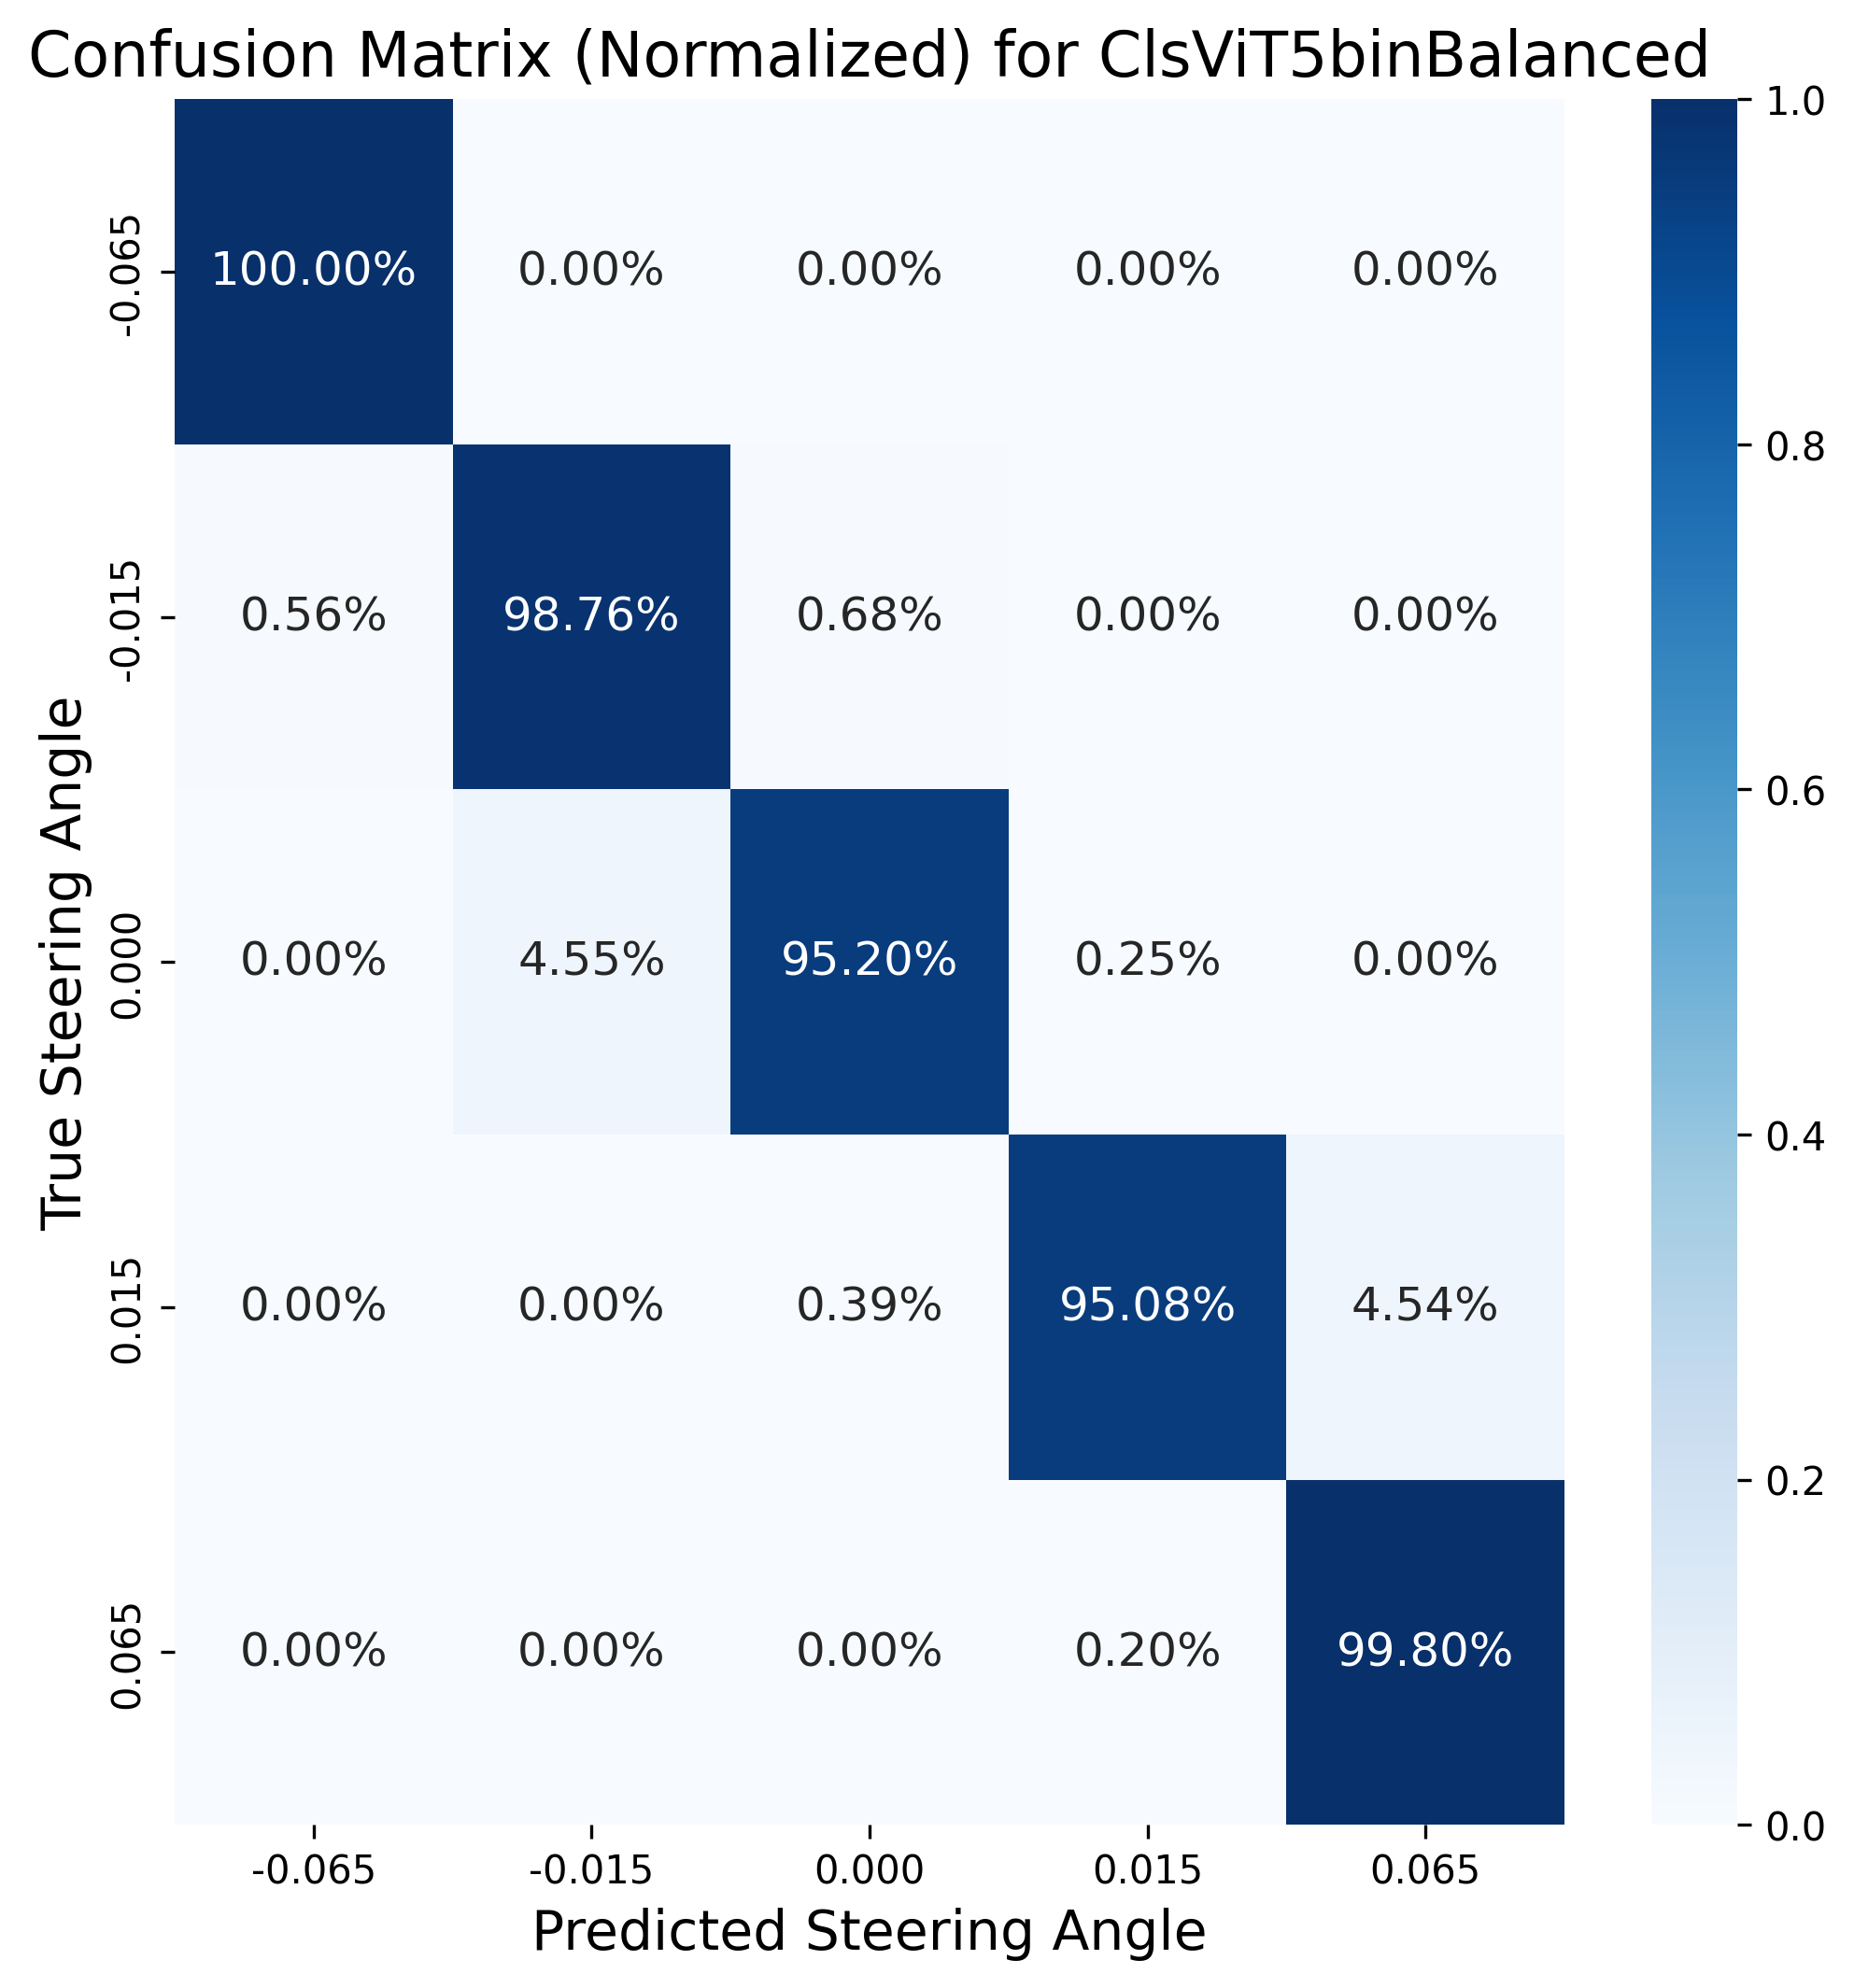 Confusion Matrix (Normalized) for ClsViT5binBalanced
True Steering Angle
-0.065
100.00% 0.00% 0.00% 0.00% 0.00%
-0.015
0.56% 98.76% 0.68% 0.00% 0.00%
0.000
0.00% 4.55% 95.20% 0.25% 0.00%
0.015
0.00% 0.00% 0.39% 95.08% 4.54%
0.065
0.00% 0.00% 0.00% 0.20% 99.80%
-0.065 -0.015 0.000 0.015 0.065
Predicted Steering Angle
1.0
0.8
0.6
0.4
0.2
0.0